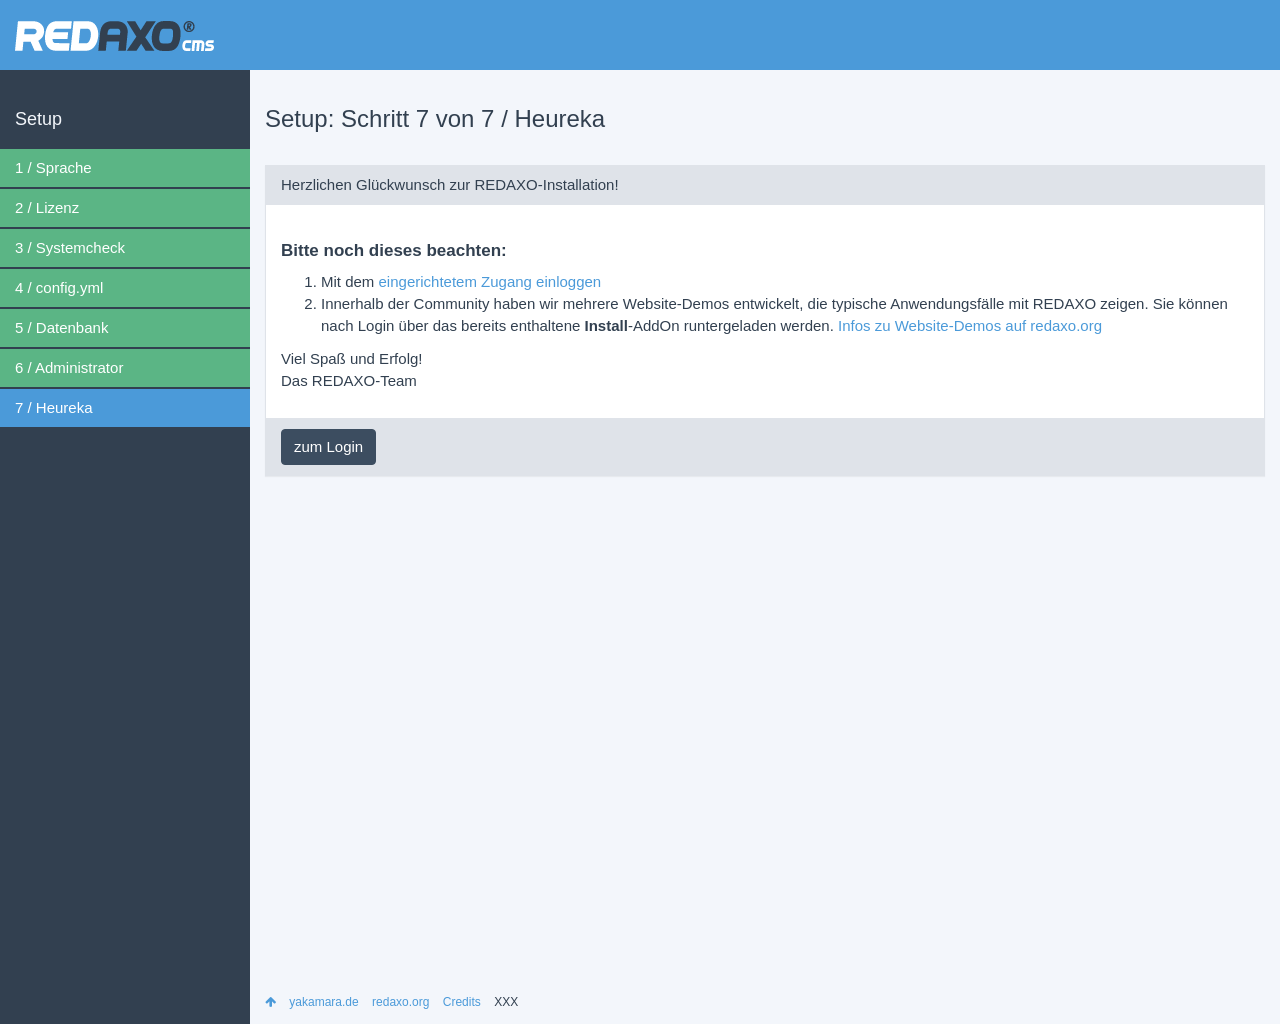 REDAXO® cms
Setup
1 / Sprache
2 / Lizenz
3 / Systemcheck
4 / config.yml
5 / Datenbank
6 / Administrator
7 / Heureka
Setup: Schritt 7 von 7 / Heureka
Herzlichen Glückwunsch zur REDAXO-Installation!
Bitte noch dieses beachten:
1. Mit dem eingerichtetem Zugang einloggen
2. Innerhalb der Community haben wir mehrere Website-Demos entwickelt, die typische Anwendungsfälle mit REDAXO zeigen. Sie können
nach Login über das bereits enthaltene Install-AddOn runtergeladen werden. Infos zu Website-Demos auf redaxo.org
Viel Spaß und Erfolg!
Das REDAXO-Team
zum Login
yakamara.de redaxo.org Credits XXX